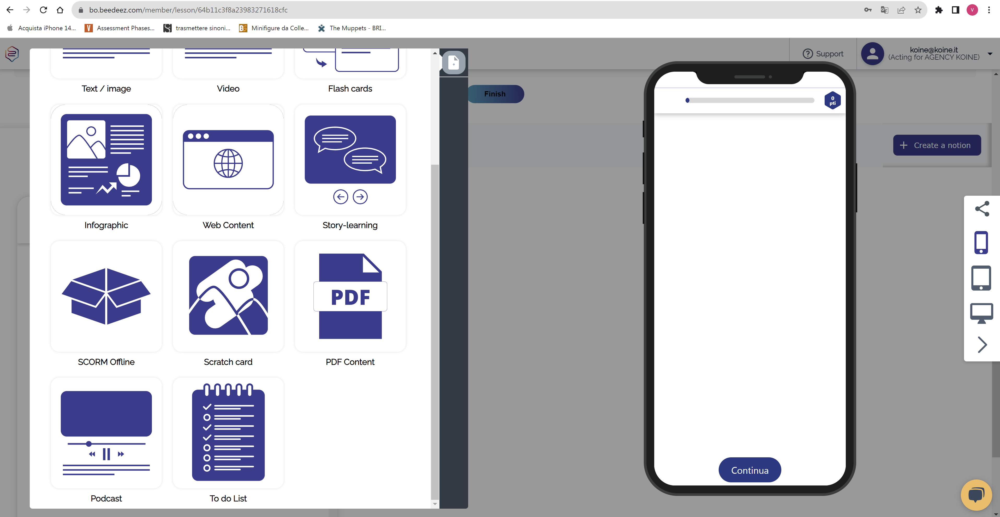 bo.beedeez.com/member/lesson/64b11c3f8a23983271618cfc
V
Acquista iPhone 14...
Assessment Phases...
trasmettere sinoni...
Minifigure da Colle...
The Muppets - BRI...
Support
koine@koine.it
(Acting for AGENCY KOINE)
Text / image
Video
Flash cards
Finish
0
pti
Create a notion
Infographic
Web Content
Story-learning
PDF
SCORM Offline
Scratch card
PDF Content
Continua
Podcast
To do List